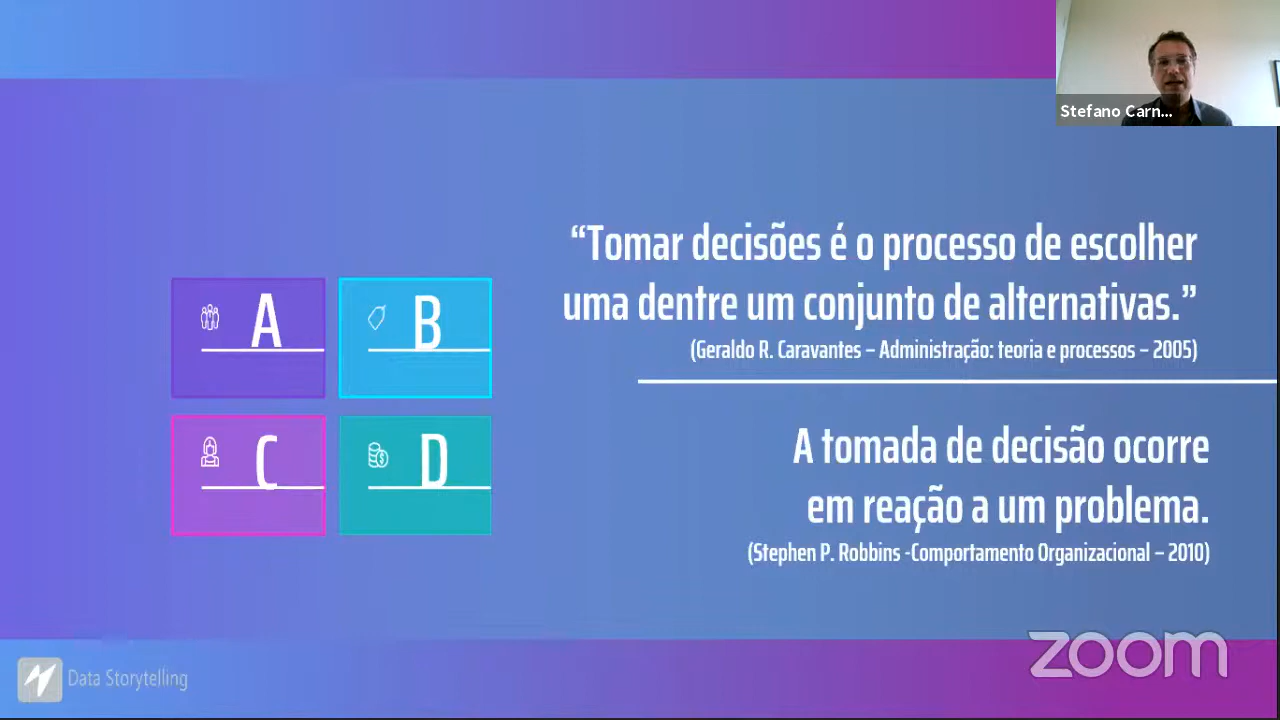 Stefano Carn...
“Tomar decisões é o processo de escolher
uma dentre um conjunto de alternativas.”
(Geraldo R. Caravantes – Administração: teoria e processos – 2005)
A
B
C
D
A tomada de decisão ocorre
em reação a um problema.
(Stephen P. Robbins -Comportamento Organizacional – 2010)
Data Storytelling
zoom